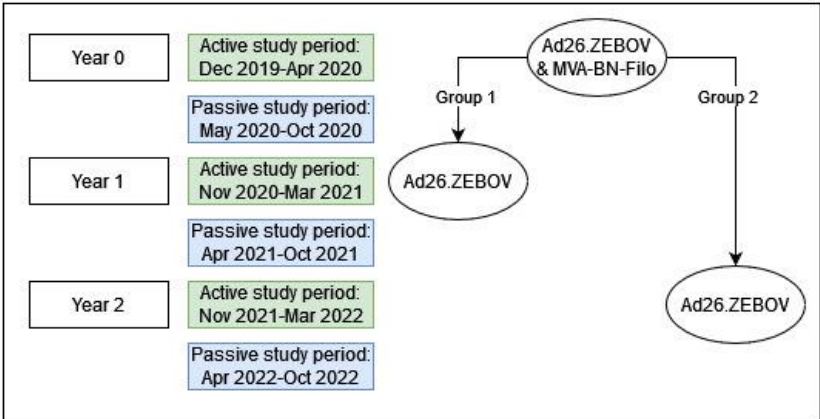 Year 0
Active study period:
Dec 2019-Apr 2020
Ad26.ZEBOV
& MVA-BN-Filo
Group 1
Group 2
Passive study period:
May 2020-Oct 2020
Year 1
Active study period:
Nov 2020-Mar 2021
Ad26.ZEBOV
Passive study period:
Apr 2021-Oct 2021
Year 2
Active study period:
Nov 2021-Mar 2022
Ad26.ZEBOV
Passive study period:
Apr 2022-Oct 2022